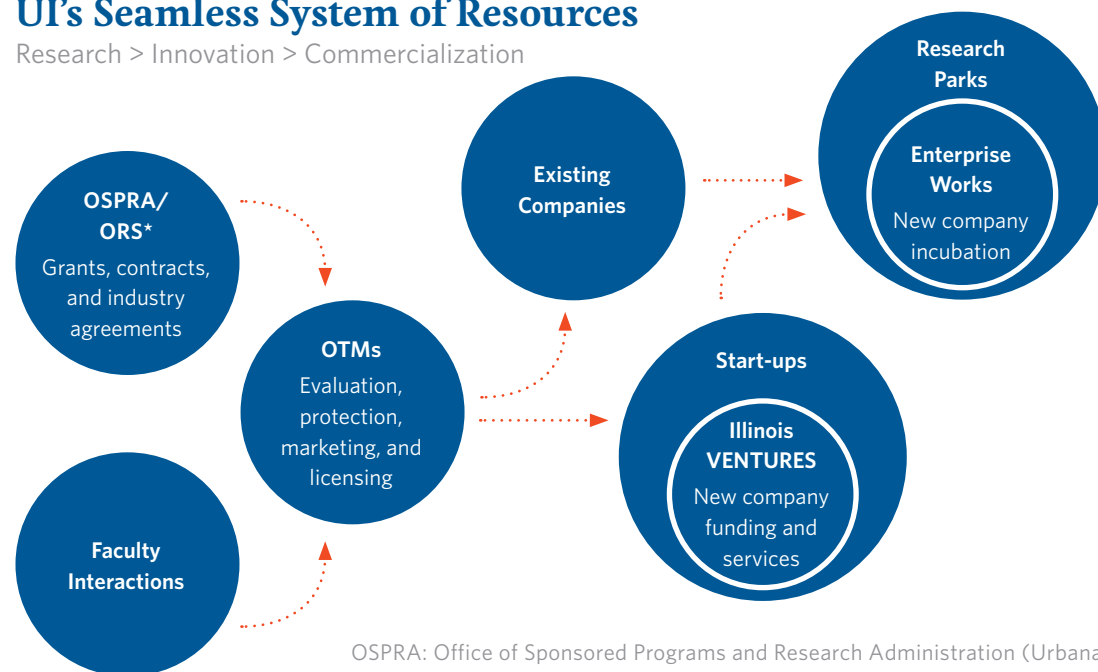 UI’s Seamless System of Resources
Research > Innovation > Commercialization
OSPRA/
ORS*
Grants, contracts,
and industry
agreements
Faculty
Interactions
OTMs
Evaluation,
protection,
marketing, and
licensing
Existing
Companies
Start-ups
Illinois
VENTURES
New company
funding and
services
Research
Parks
Enterprise
Works
New company
incubation
OSPRA: Office of Sponsored Programs and Research Administration (Urbana